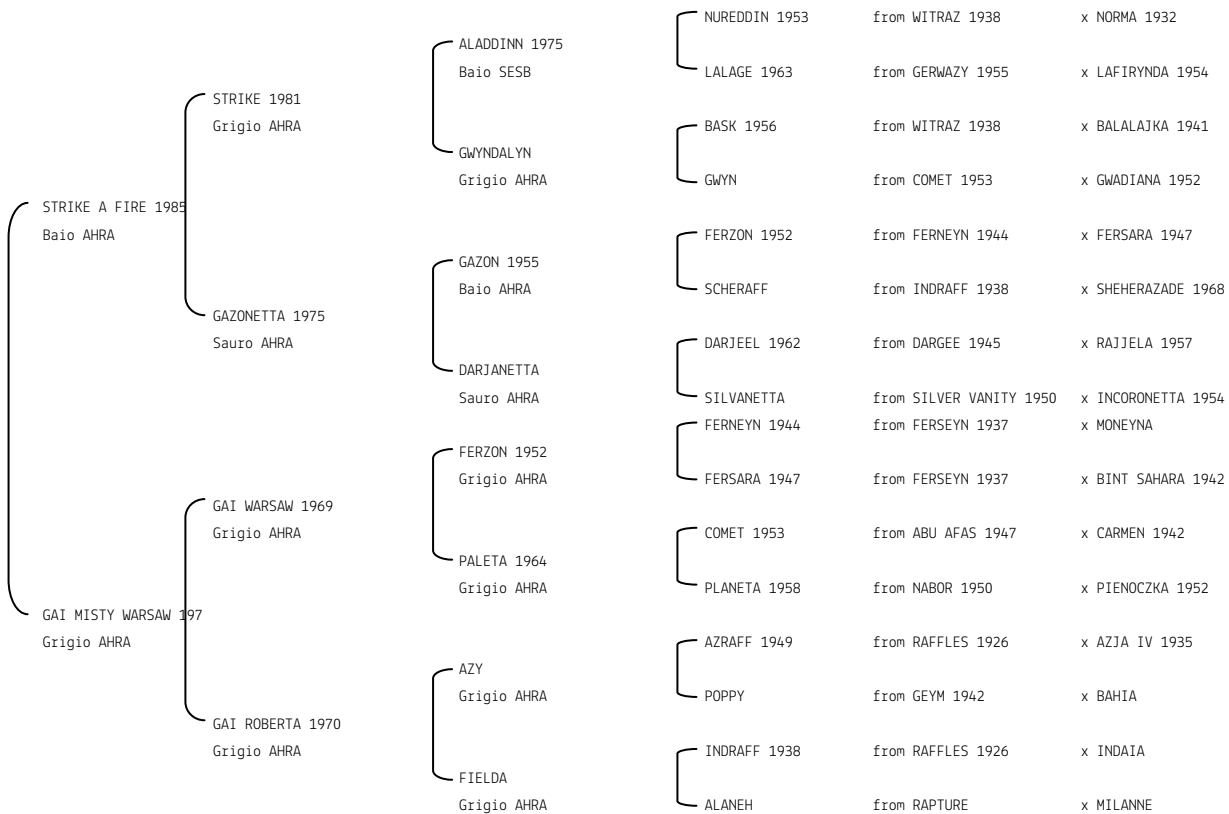 NUREDDIN 1953 from WITRAZ 1938 x NORMA 1932
ALADDINN 1975
Baio SESB LALAGE 1963 from GERWAZY 1955 x LAFIRYNDA 1954
STRIKE 1981
Grigio AHRA BASK 1956 from WITRAZ 1938 x BALALAJKA 1941
GWYNDALYN
Grigio AHRA GWYN from COMET 1953 x GWADIANA 1952
STRIKE A FIRE 1985
Baio AHRA FERZON 1952 from FERNEYN 1944 x FERSARA 1947
GAZON 1955
Baio AHRA SCHERAFF from INDRAFF 1938 x SHEHERAZADE 1968
GAZONETTA 1975
Sauro AHRA DARJEEL 1962 from DARGEE 1945 x RAJJELA 1957
DARJANETTA
Sauro AHRA SILVANETTA from SILVER VANITY 1950 x INCORONETTA 1954
FERNEYN 1944 from FERSEYN 1937 x MONEYNA
FERZON 1952
Grigio AHRA FERSARA 1947 from FERSEYN 1937 x BINT SAHARA 1942
GAI WARSAW 1969
Grigio AHRA COMET 1953 from ABU AFAS 1947 x CARMEN 1942
PALETA 1964
Grigio AHRA PLANETA 1958 from NABOR 1950 x PIENOCZKA 1952
GAI MISTY WARSAW 197
Grigio AHRA AZRAFF 1949 from RAFFLES 1926 x AZJA IV 1935
AZY
Grigio AHRA POPPY from GEYM 1942 x BAHIA
GAI ROBERTA 1970
Grigio AHRA INDRAFF 1938 from RAFFLES 1926 x INDAIA
FIELDA
Grigio AHRA ALANEH from RAPTURE x MILANNE